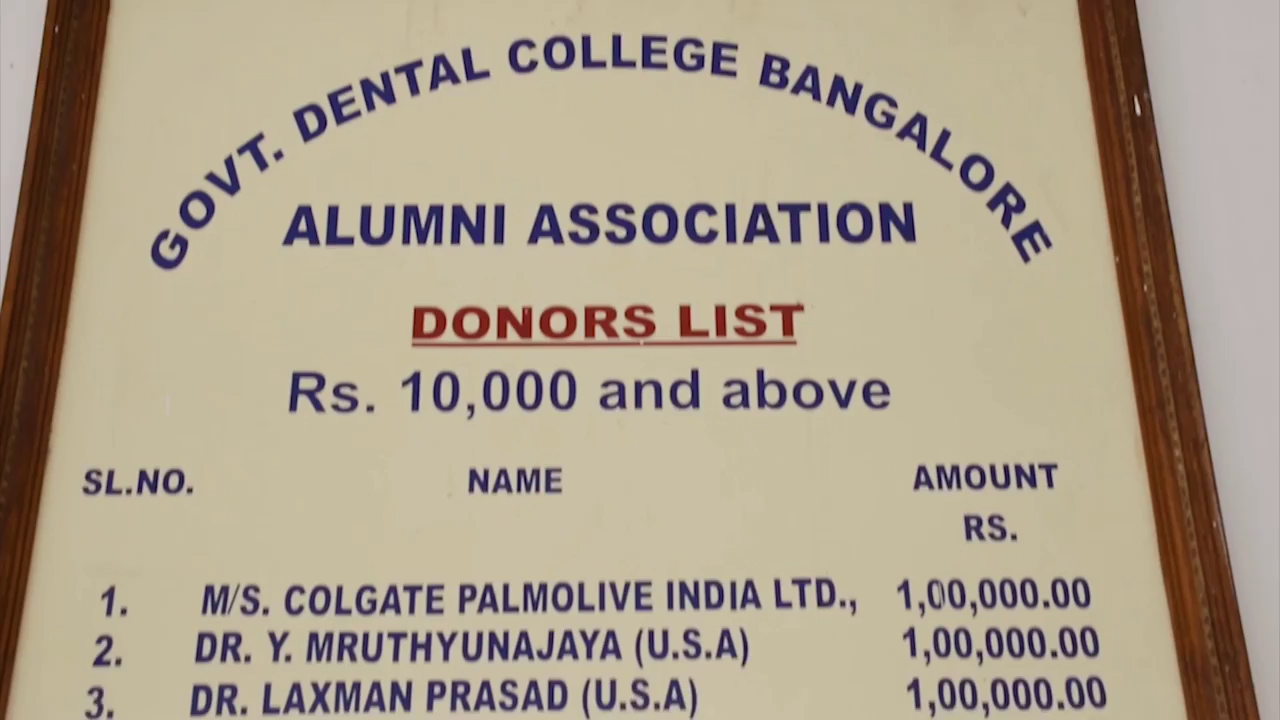 GOVT. DENTAL COLLEGE BANGALORE
ALUMNI ASSOCIATION
DONORS LIST
Rs. 10,000 and above
SL.NO. NAME AMOUNT
RS.
1. M/S. COLGATE PALMOLIVE INDIA LTD., 1,00,000.00
2. DR. Y. MRUTHYUNAJAYA (U.S.A) 1,00,000.00
3. DR. LAXMAN PRASAD (U.S.A) 1,00,000.00